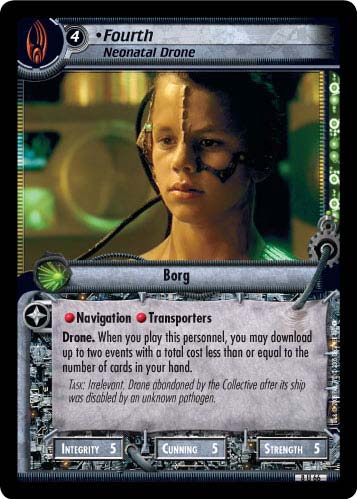 4
•Fourth
Neonatal Drone
Borg
Navigation Transporters
Drone. When you play this personnel, you may download
up to two events with a total cost less than or equal to the
number of cards in your hand.
Task: Irrelevant. Drone abandoned by the Collective after its ship
was disabled by an unknown pathogen.
Integrity 5 Cunning 5 Strength 5